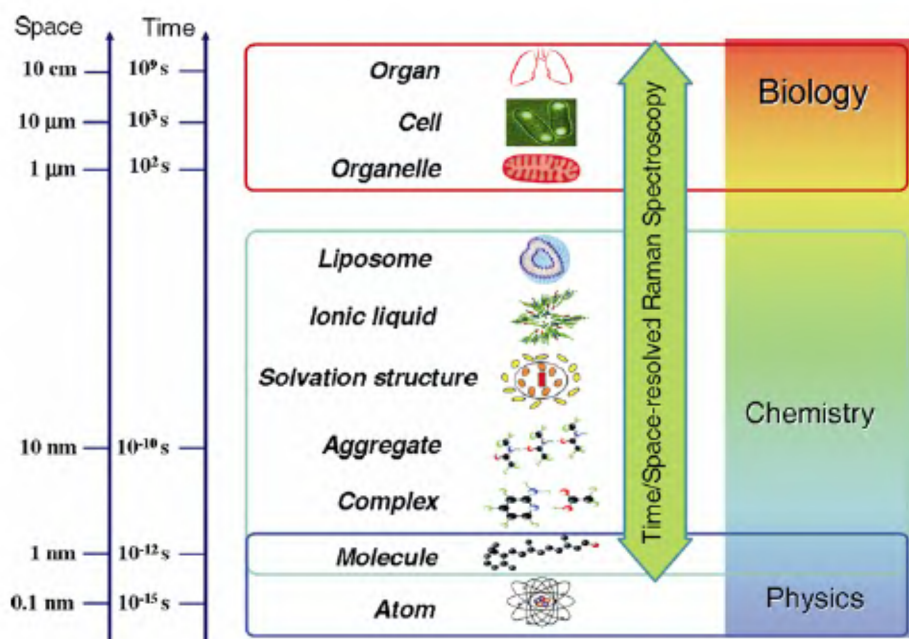 Space Time
10 cm 10⁹ s Organ
Biology
10 µm 10⁵ s Cell
1 µm 10² s Organelle
Liposome
Ionic liquid
Solvation structure
Time/Space-resolved Raman Spectroscopy
Chemistry
10 nm 10⁻¹⁰ s Aggregate
Complex
1 nm 10⁻¹² s Molecule
0.1 nm 10⁻¹⁵ s Atom
Physics